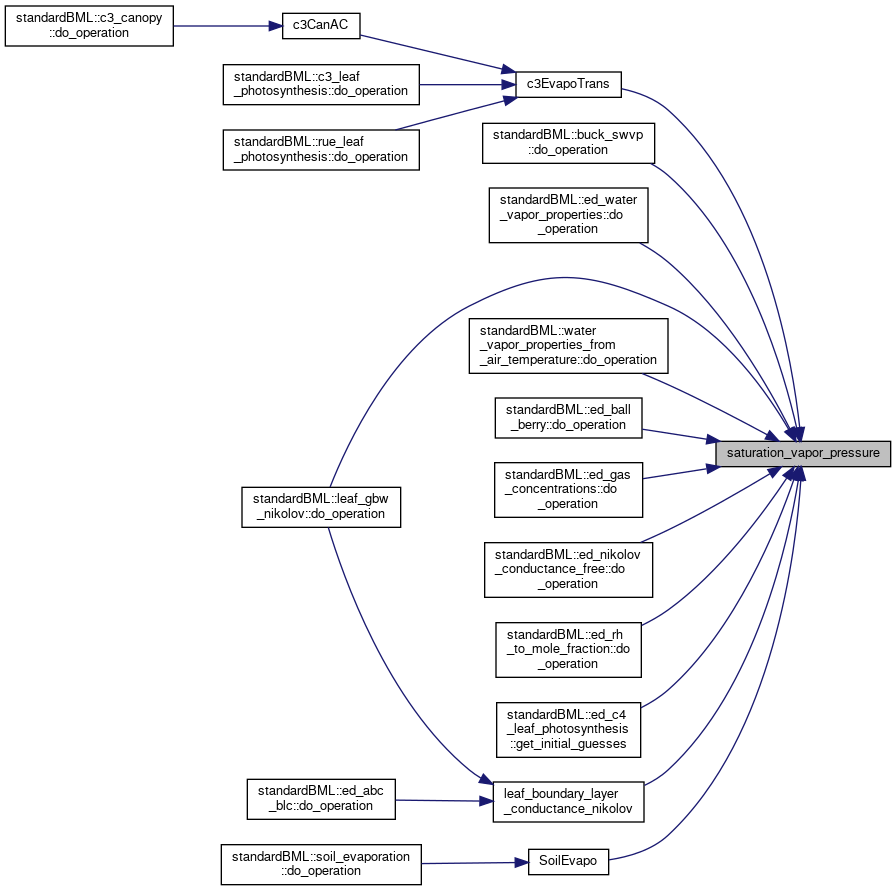 standardBML::c3_canopy
::do_operation
c3CanAC
standardBML::c3_leaf
_photosynthesis::do_operation
c3EvapoTrans
standardBML::rue_leaf
_photosynthesis::do_operation
standardBML::buck_swvp
::do_operation
standardBML::ed_water
_vapor_properties::do
_operation
standardBML::water
_vapor_properties_from
_air_temperature::do_operation
standardBML::ed_ball
_berry::do_operation
saturation_vapor_pressure
standardBML::ed_gas
_concentrations::do
_operation
standardBML::leaf_gbw
_nikolov::do_operation
standardBML::ed_nikolov
_conductance_free::do
_operation
standardBML::ed_rh
_to_mole_fraction::do
_operation
standardBML::ed_c4
_leaf_photosynthesis
::get_initial_guesses
standardBML::ed_abc
_blc::do_operation
leaf_boundary_layer
_conductance_nikolov
standardBML::soil_evaporation
::do_operation
SoilEvapo